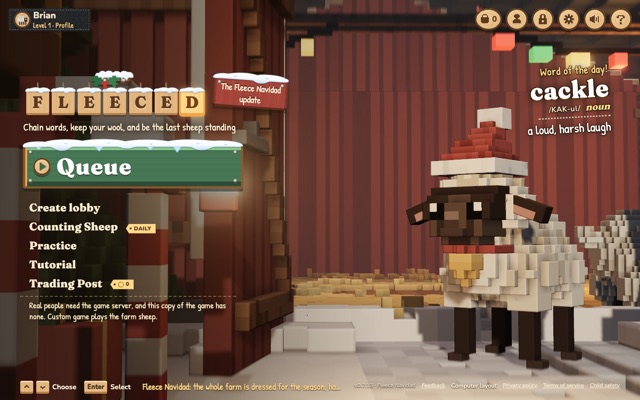 Brian
Level 1 · Profile
0
?
FLEECED
"The Fleece Navidad"
update
Chain words, keep your wool, and be the last sheep standing
Queue
Create lobby
Counting Sheep DAILY
Practice
Tutorial
Trading Post 0
Real people need the game server, and this copy of the game has
none. Custom game plays the farm sheep.
Word of the day!
cackle
/KAK-ul/ noun
a loud, harsh laugh
Choose Enter Select
Fleece Navidad: the whole farm is dressed for the season, ho...
Fleece Navidad Feedback Computer layout Privacy policy Terms of service Child safety